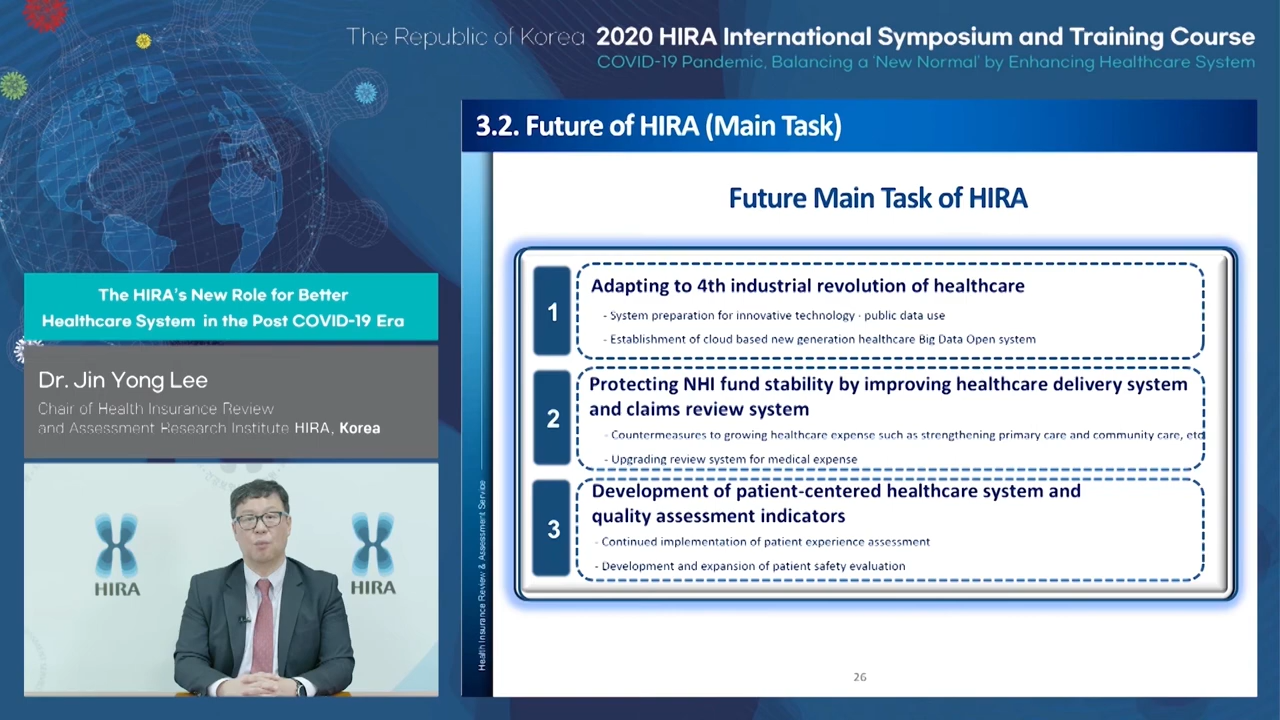 The Republic of Korea 2020 HIRA International Symposium and Training Course
COVID-19 Pandemic, Balancing a 'New Normal' by Enhancing Healthcare System
The HIRA's New Role for Better
Healthcare System in the Post COVID-19 Era
Dr. Jin Yong Lee
Chair of Health Insurance Review
and Assessment Research Institute HIRA, Korea
HIRA
HIRA
3.2. Future of HIRA (Main Task)
Health Insurance Review & Assessment Service
Future Main Task of HIRA
1
Adapting to 4th industrial revolution of healthcare
- System preparation for innovative technology · public data use
- Establishment of cloud based new generation healthcare Big Data Open system
2
Protecting NHI fund stability by improving healthcare delivery system
and claims review system
- Countermeasures to growing healthcare expense such as strengthening primary care and community care, etc
- Upgrading review system for medical expense
3
Development of patient-centered healthcare system and
quality assessment indicators
- Continued implementation of patient experience assessment
- Development and expansion of patient safety evaluation
26